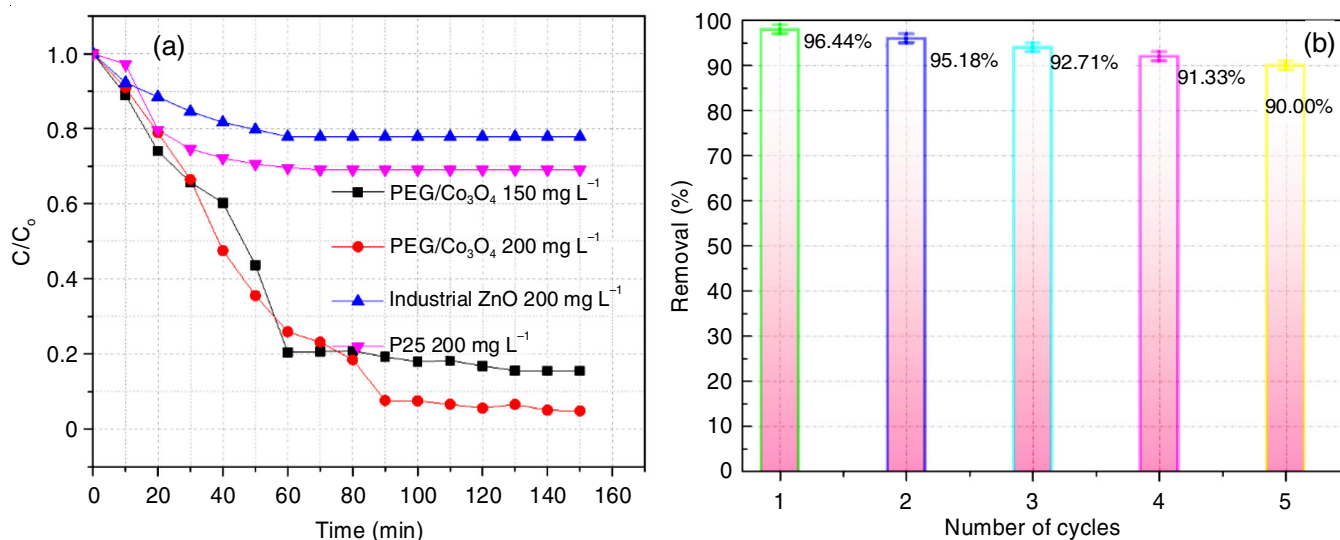 (a)
1.0
0.8
0.6
0.4
0.2
0
C/C₀
PEG/Co₃O₄ 150 mg L⁻¹
PEG/Co₃O₄ 200 mg L⁻¹
Industrial ZnO 200 mg L⁻¹
P25 200 mg L⁻¹
0 20 40 60 80 100 120 140 160
Time (min)
(b)
100
90
80
70
60
50
40
30
20
10
0
Removal (%)
96.44%
95.18%
92.71%
91.33%
90.00%
1 2 3 4 5
Number of cycles